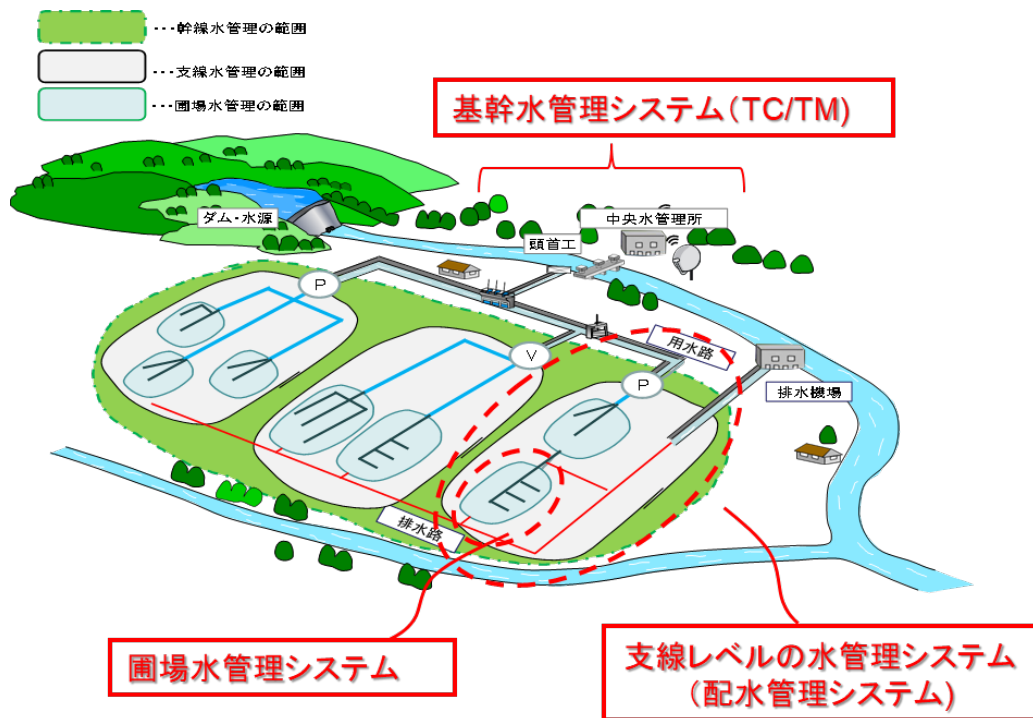 ･･･幹線水管理の範囲
･･･支線水管理の範囲
･･･圃場水管理の範囲
基幹水管理システム(TC/TM)
ダム・水源
中央水管理所
頭首工
P
V
用水路
P
排水機場
排水路
圃場水管理システム
支線レベルの水管理システム
(配水管理システム)